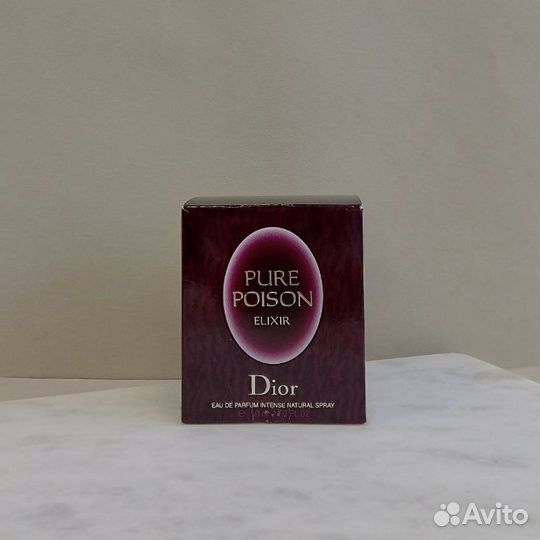 PURE
POISON
ELIXIR
Dior
EAU DE PARFUM INTENSE NATURAL SPRAY
Avito